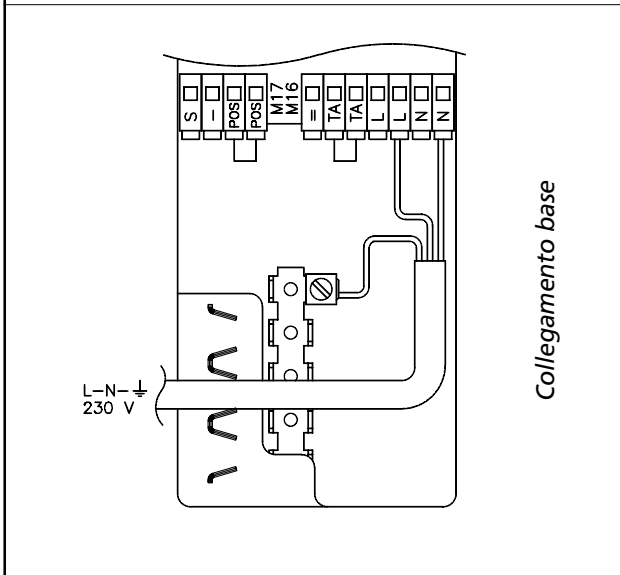 S – POS POS M17 = TA TA L L N N
M16
L–N–⏚
230 V
Collegamento base